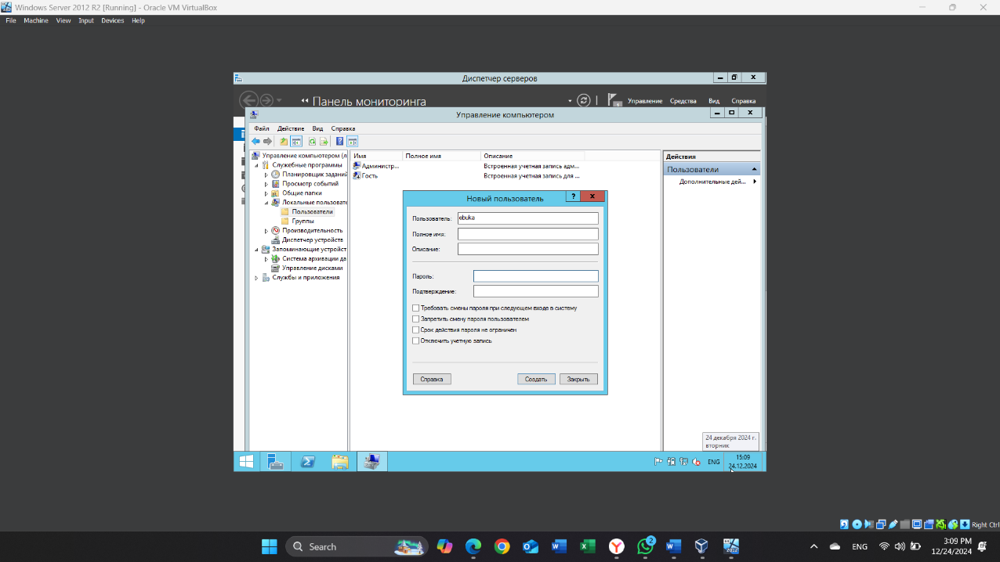 Windows Server 2012 R2 [Running] - Oracle VM VirtualBox
File Machine View Input Devices Help
Диспетчер серверов
Панель мониторинга
Управление Средства Вид Справка
Управление компьютером
Файл Действие Вид Справка
Управление компьютером (л
Служебные программы
Планировщик заданий
Просмотр событий
Общие папки
Локальные пользовате
Пользователи
Группы
Производительность
Диспетчер устройств
Запоминающие устройст
Система архивации да
Управление дисками
Службы и приложения
Имя Полное имя Описание
Администр... Встроенная учетная запись адм...
Гость Встроенная учетная запись для ...
Действия
Пользователи
Дополнительные дей...
Новый пользователь
? x
Пользователь: ebuka
Полное имя:
Описание:
Пароль:
Подтверждение:
Требовать смены пароля при следующем входе в систему
Запретить смену пароля пользователем
Срок действия пароля не ограничен
Отключить учетную запись
Справка Создать Закрыть
24 декабря 2024 г.
вторник
ENG
15:09
24.12.2024
Right Ctrl
Search
2
2012
ENG
3:09 PM
12/24/2024